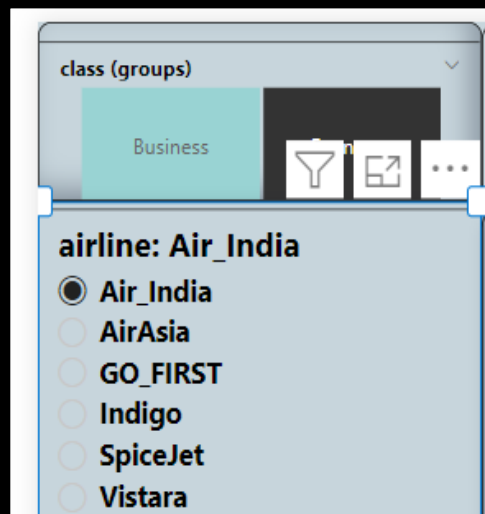 class (groups)
Business
airline: Air_India
Air_India
AirAsia
GO_FIRST
Indigo
SpiceJet
Vistara